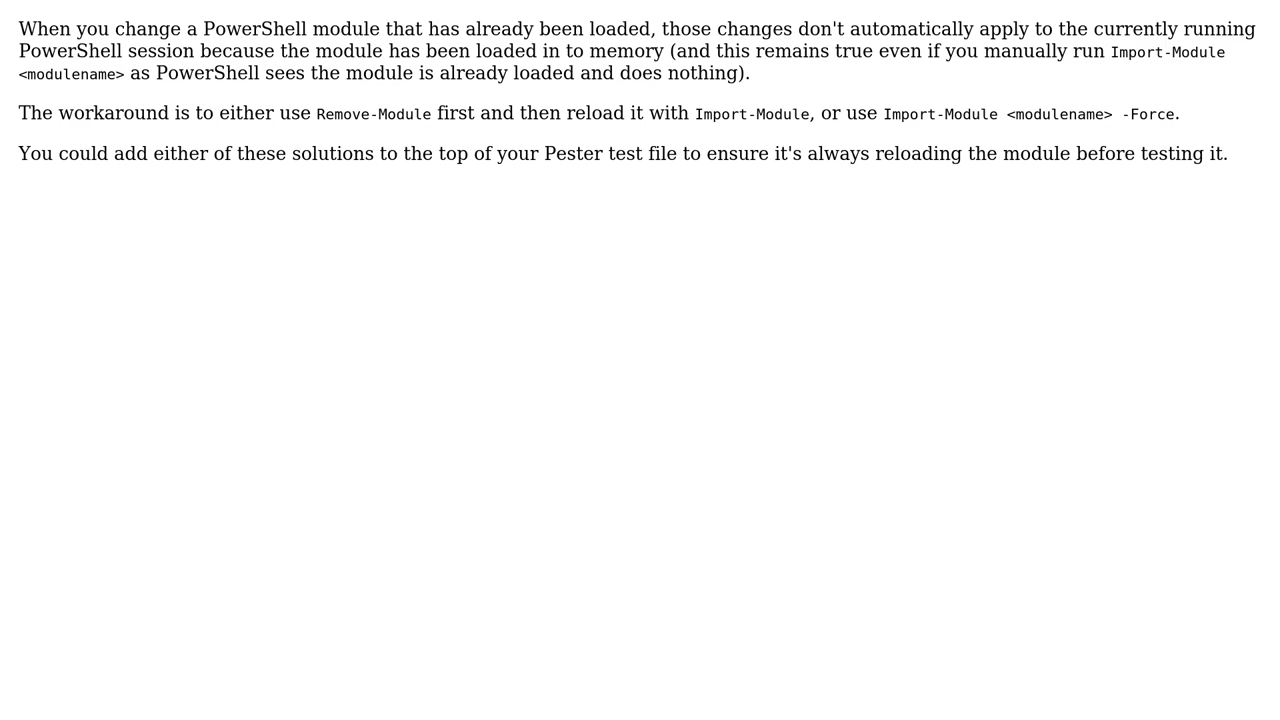 When you change a PowerShell module that has already been loaded, those changes don't automatically apply to the currently running
PowerShell session because the module has been loaded in to memory (and this remains true even if you manually run Import-Module
<modulename> as PowerShell sees the module is already loaded and does nothing).
The workaround is to either use Remove-Module first and then reload it with Import-Module, or use Import-Module <modulename> -Force.
You could add either of these solutions to the top of your Pester test file to ensure it's always reloading the module before testing it.